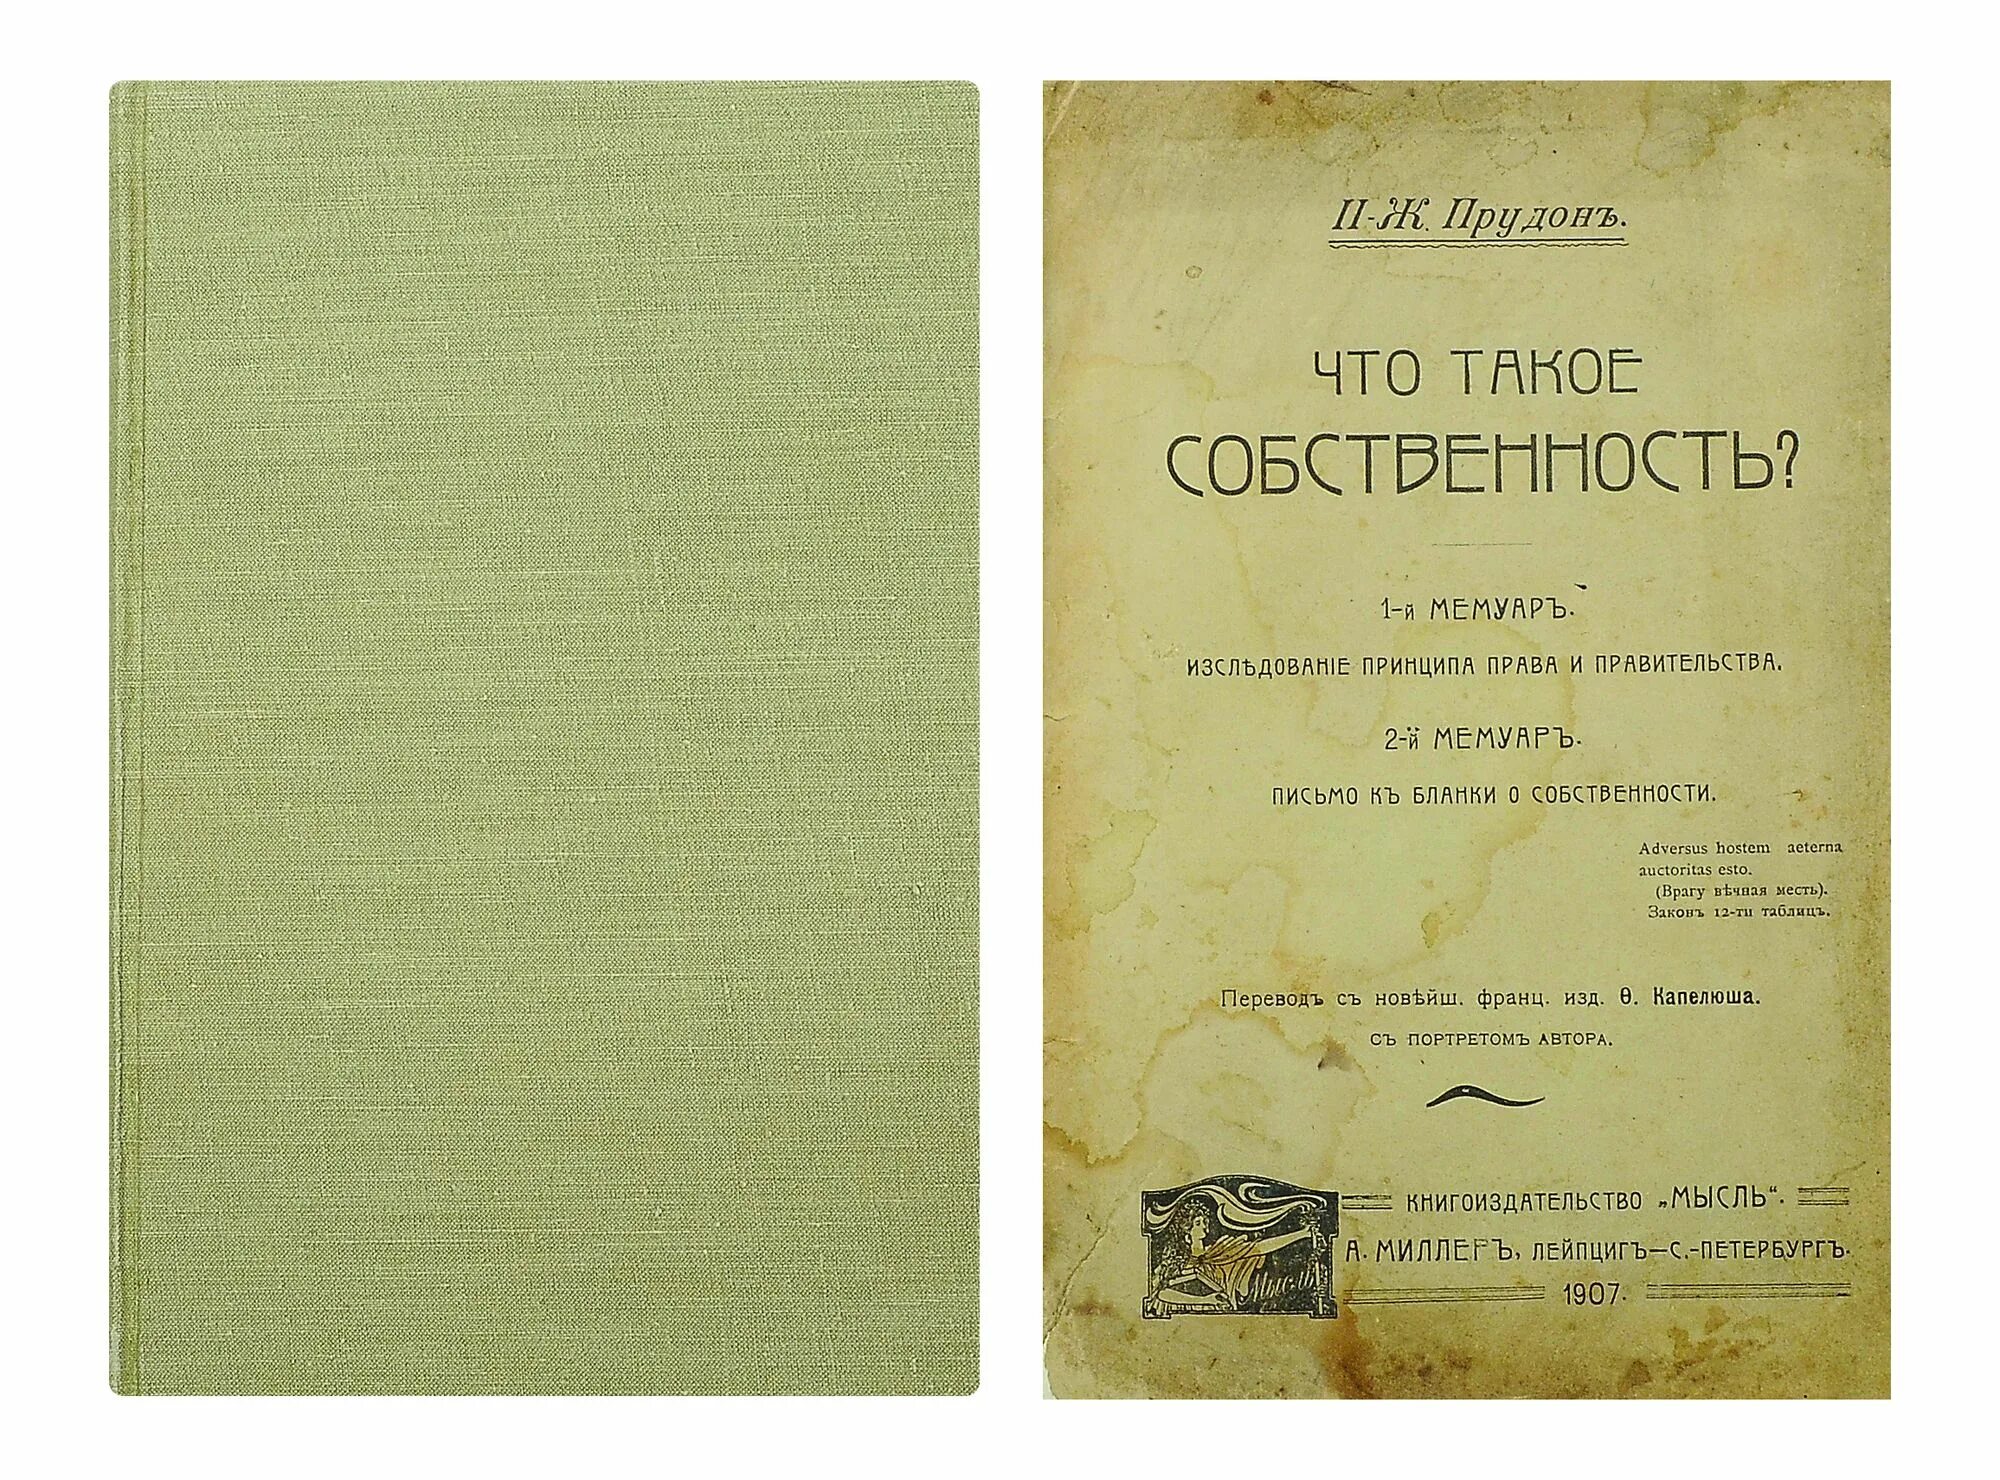 П-Ж. Прудонъ.
ЧТО ТАКОЕ
СОБСТВЕННОСТЬ?
1-й МЕМУАРЪ.
ИЗСЛѢДОВАНІЕ ПРИНЦИПА ПРАВА И ПРАВИТЕЛЬСТВА.
2-й МЕМУАРЪ.
ПИСЬМО КЪ БЛАНКИ О СОБСТВЕННОСТИ.
Adversus hostem aeterna
auctoritas esto.
(Врагу вѣчная месть).
Законъ 12-ти таблицъ.
Переводъ съ новѣйш. франц. изд. Ѳ. Капелюша.
СЪ ПОРТРЕТОМЪ АВТОРА.
КНИГОИЗДАТЕЛЬСТВО „МЫСЛЬ“.
А. МИЛЛЕРЪ, ЛЕЙПЦИГЪ—С.-ПЕТЕРБУРГЪ.
Мысль
1907.